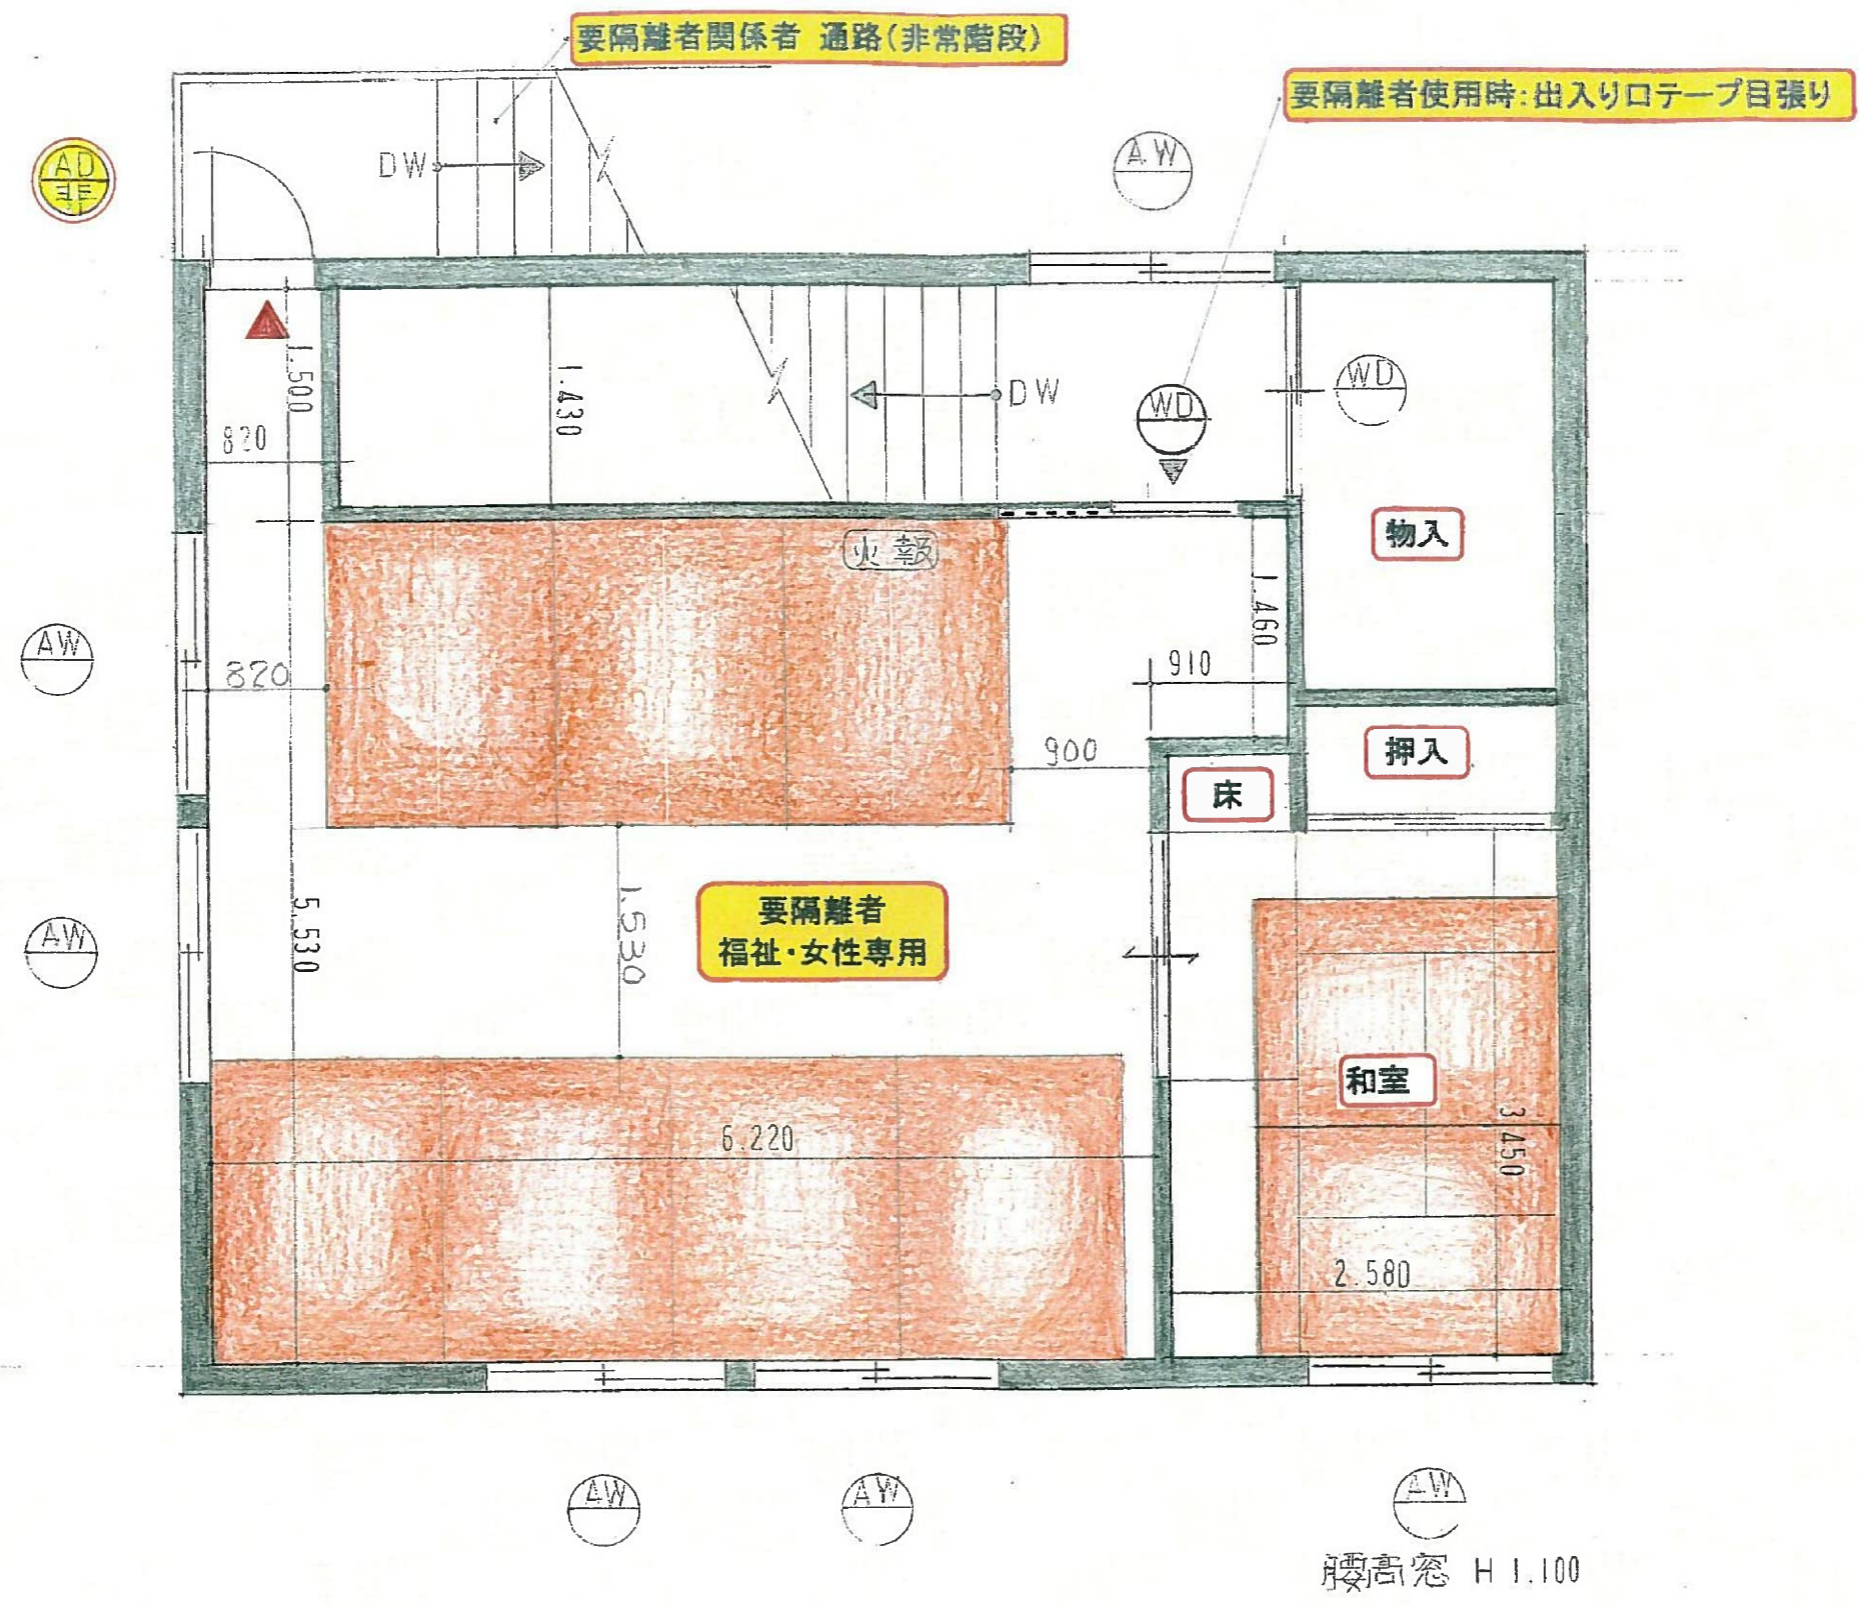 要隔離者関係者 通路(非常階段)
要隔離者使用時:出入り口テープ目張り
AD
非
DW
AW
1.500
820
1.430
DW
WD
WD
物入
火報
1.460
AW
820
910
900
押入
床
AW
5.530
1.530
要隔離者
福祉・女性専用
和室
6.220
3.450
2.580
AW
AW
AW
腰高窓 H 1.100